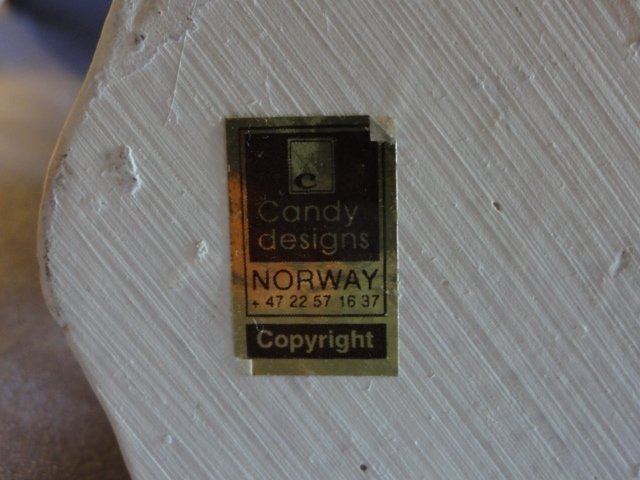 C
Candy
designs
NORWAY
+ 47 22 57 16 37
Copyright